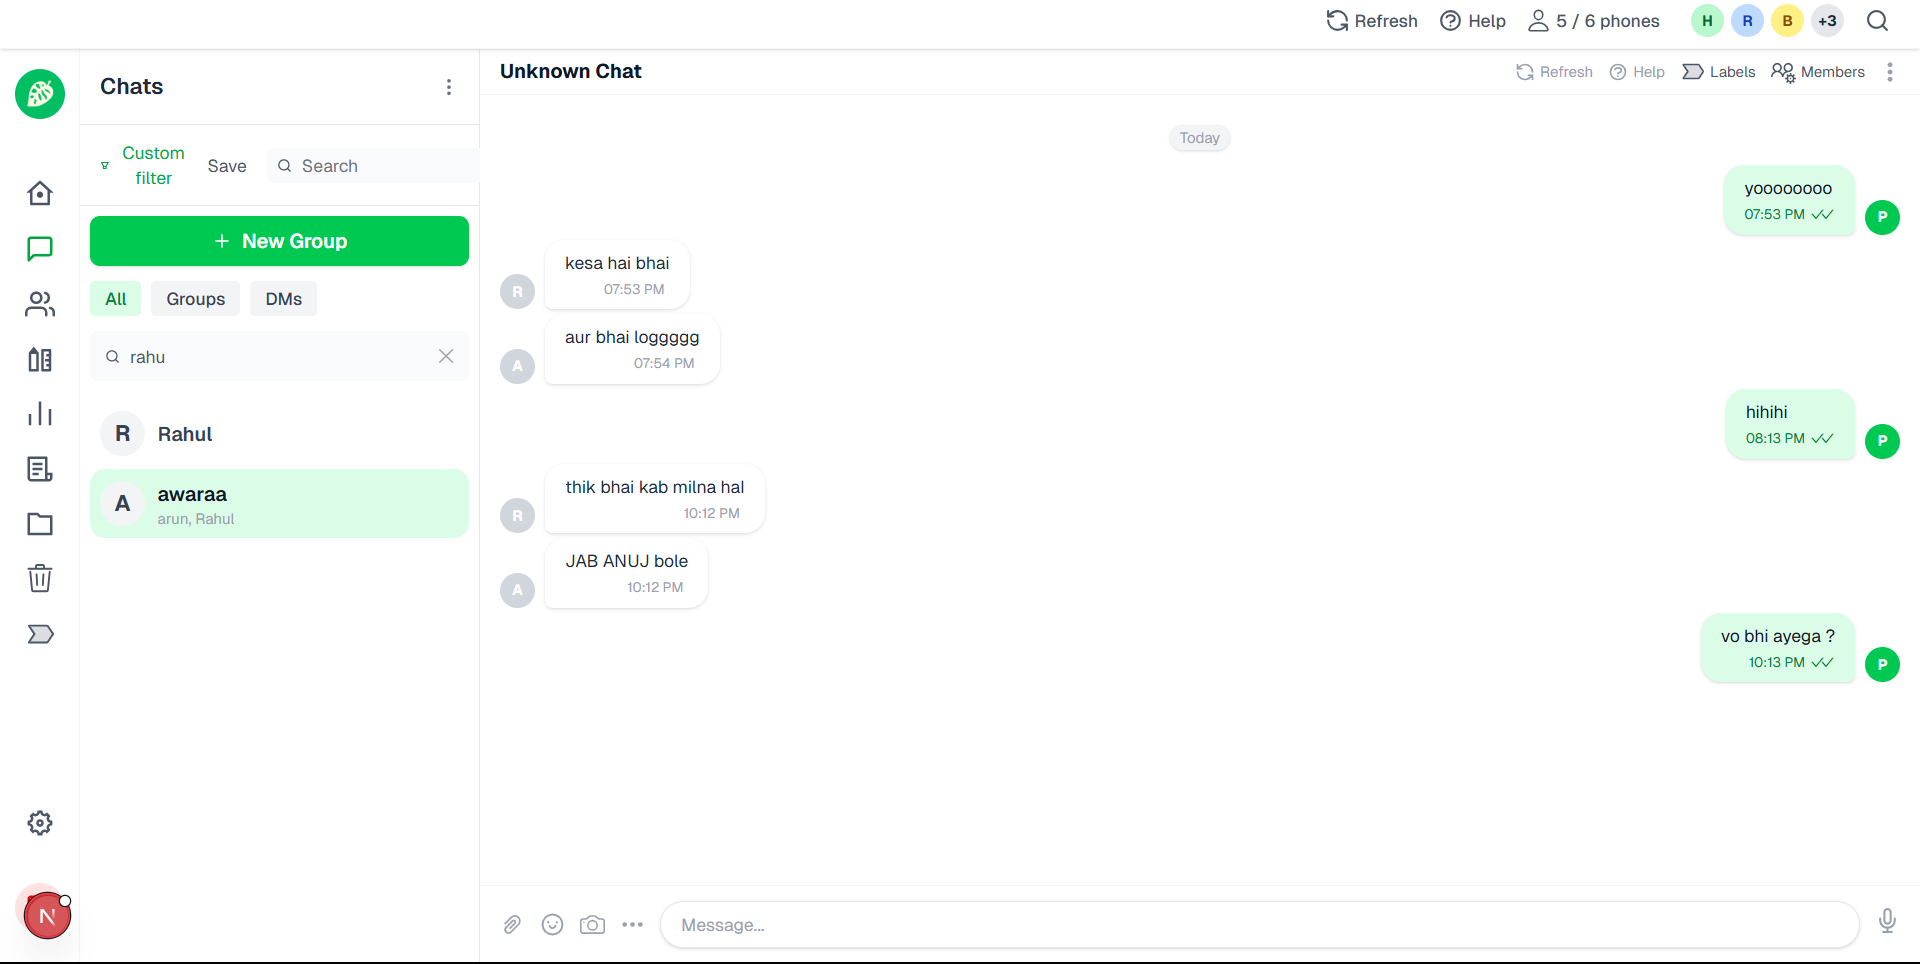 Refresh
Help
5 / 6 phones
H
R
B
+3
Chats
Custom
filter
Save
Search
New Group
All
Groups
DMs
rahu
R
Rahul
A
awaraa
arun, Rahul
N
Unknown Chat
Refresh
Help
Labels
Members
Today
yoooooooo
07:53 PM
P
kesa hai bhai
07:53 PM
R
aur bhai loggggg
07:54 PM
A
hihihi
08:13 PM
P
thik bhai kab milna hal
10:12 PM
R
JAB ANUJ bole
10:12 PM
A
vo bhi ayega ?
10:13 PM
P
Message...